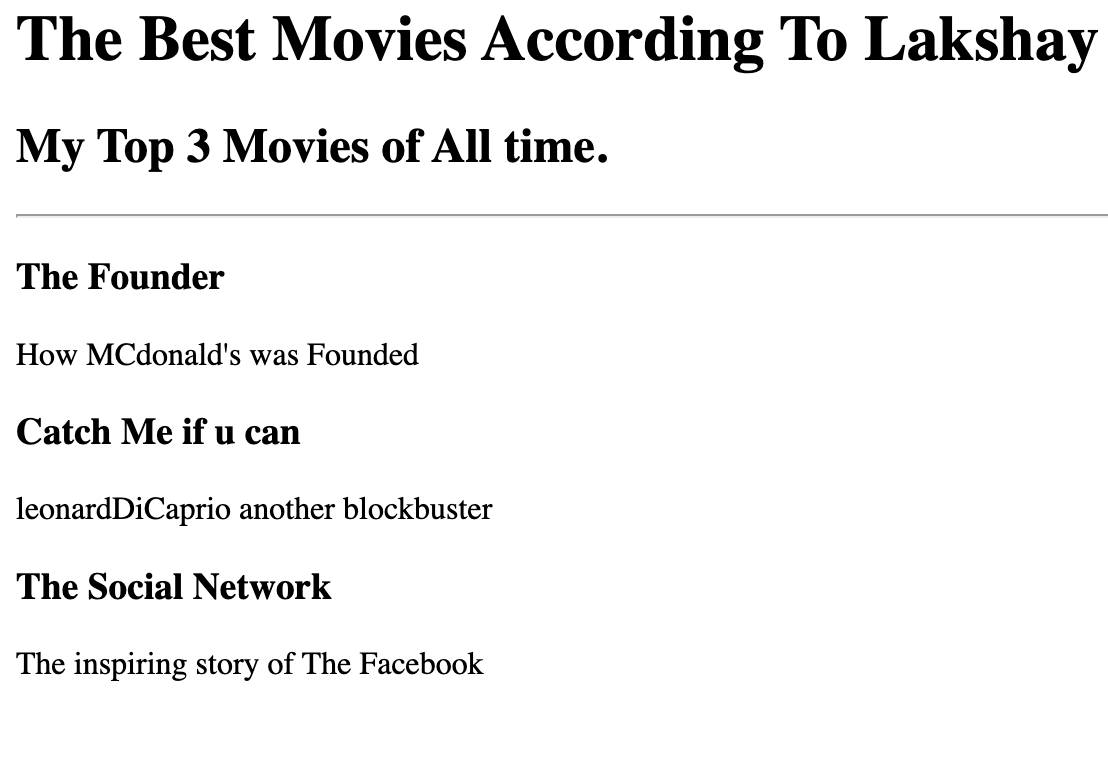 The Best Movies According To Lakshay
My Top 3 Movies of All time.
The Founder
How MCdonald's was Founded
Catch Me if u can
leonardDiCaprio another blockbuster
The Social Network
The inspiring story of The Facebook